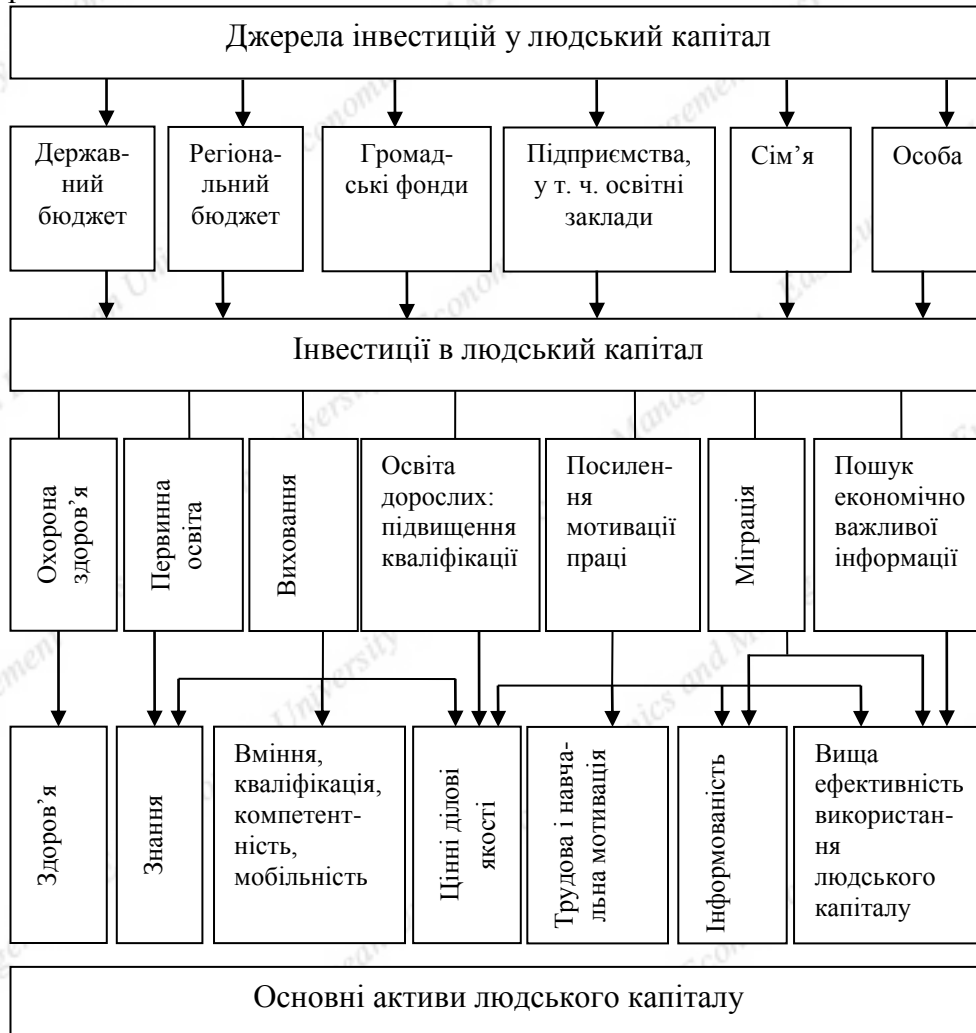 Джерела інвестицій у людський капітал
Держав-
ний
бюджет
Регіона-
льний
бюджет
Громад-
ські фонди
Підприємства,
у т. ч. освітні
заклади
Сім’я
Особа
Інвестиції в людський капітал
Охорона
здоров’я
Первинна
освіта
Виховання
Освіта
дорослих:
підвищення
кваліфікації
Посилен-
ня
мотивації
праці
Міграція
Пошук
економічно
важливої
інформації
Здоров’я
Знання
Вміння,
кваліфікація,
компетент-
ність,
мобільність
Цінні ділові
якості
Трудова і навча-
льна мотивація
Інформованість
Вища
ефективність
використан-
ня
людського
капіталу
Основні активи людського капіталу